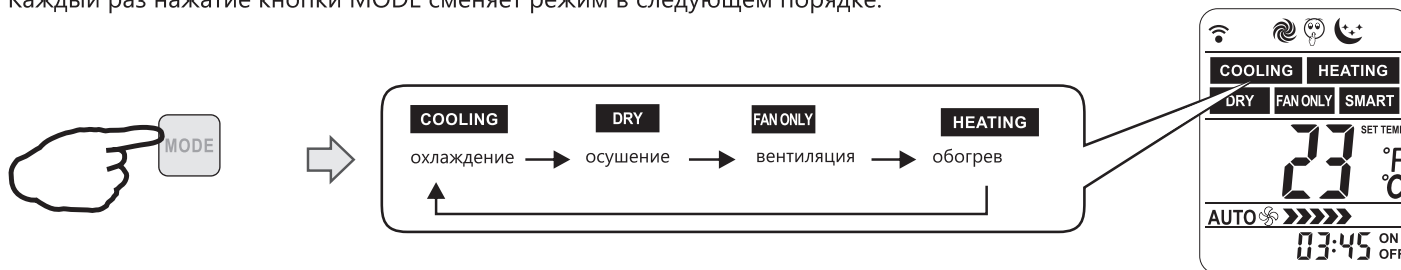 Каждый раз нажатие кнопки MODE сменяет режим в следующем порядке:
MODE
COOLING DRY FAN ONLY HEATING
охлаждение осушение вентиляция обогрев
COOLING HEATING
DRY FAN ONLY SMART
SET TEMP
23 °F
°C
AUTO
03:45 ON
OFF